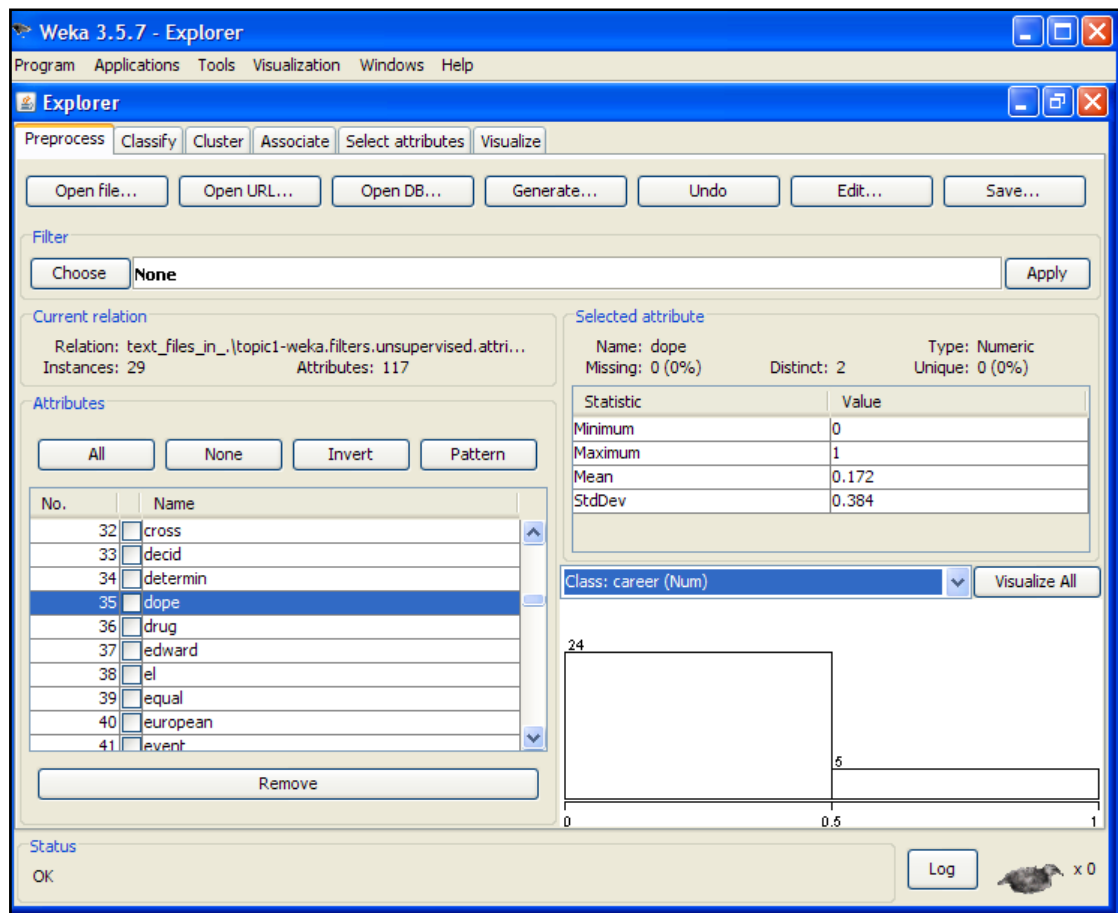 Weka 3.5.7 - Explorer
Program Applications Tools Visualization Windows Help
Explorer
Preprocess Classify Cluster Associate Select attributes Visualize
Open file... Open URL... Open DB... Generate... Undo Edit... Save...
Filter
Choose None Apply
Current relation
Relation: text_files_in_.\topic1-weka.filters.unsupervised.attri...
Instances: 29 Attributes: 117
Selected attribute
Name: dope Type: Numeric
Missing: 0 (0%) Distinct: 2 Unique: 0 (0%)
Statistic Value
Minimum 0
Maximum 1
Mean 0.172
StdDev 0.384
Attributes
All None Invert Pattern
No. Name
32 cross
33 decid
34 determin
35 dope
36 drug
37 edward
38 el
39 equal
40 european
41 event
Remove
Class: career (Num) Visualize All
24
5
0 0.5 1
Status
OK
Log x 0